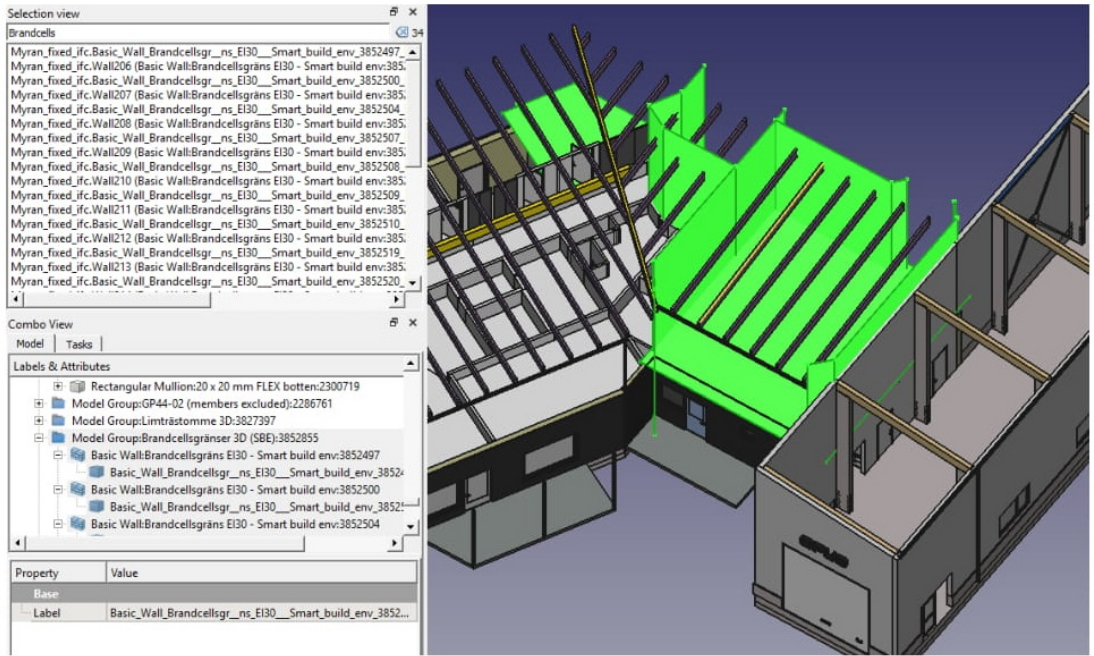 Selection view
Brandcells
34
Myran_fixed_ifc.Basic_Wall_Brandcellsgr__ns_EI30___Smart_build_env_3852497_
Myran_fixed_ifc.Wall206 (Basic Wall:Brandcellsgräns EI30 - Smart build env:385
Myran_fixed_ifc.Basic_Wall_Brandcellsgr__ns_EI30___Smart_build_env_3852500_
Myran_fixed_ifc.Wall207 (Basic Wall:Brandcellsgräns EI30 - Smart build env:385
Myran_fixed_ifc.Basic_Wall_Brandcellsgr__ns_EI30___Smart_build_env_3852504_
Myran_fixed_ifc.Wall208 (Basic Wall:Brandcellsgräns EI30 - Smart build env:385
Myran_fixed_ifc.Basic_Wall_Brandcellsgr__ns_EI30___Smart_build_env_3852507_
Myran_fixed_ifc.Wall209 (Basic Wall:Brandcellsgräns EI30 - Smart build env:385
Myran_fixed_ifc.Basic_Wall_Brandcellsgr__ns_EI30___Smart_build_env_3852508_
Myran_fixed_ifc.Wall210 (Basic Wall:Brandcellsgräns EI30 - Smart build env:385
Myran_fixed_ifc.Basic_Wall_Brandcellsgr__ns_EI30___Smart_build_env_3852509_
Myran_fixed_ifc.Wall211 (Basic Wall:Brandcellsgräns EI30 - Smart build env:385
Myran_fixed_ifc.Basic_Wall_Brandcellsgr__ns_EI30___Smart_build_env_3852510_
Myran_fixed_ifc.Wall212 (Basic Wall:Brandcellsgräns EI30 - Smart build env:385
Myran_fixed_ifc.Basic_Wall_Brandcellsgr__ns_EI30___Smart_build_env_3852519_
Myran_fixed_ifc.Wall213 (Basic Wall:Brandcellsgräns EI30 - Smart build env:385
Myran_fixed_ifc.Basic_Wall_Brandcellsgr__ns_EI30___Smart_build_env_3852520_
Combo View
Model Tasks
Labels & Attributes
Rectangular Mullion:20 x 20 mm FLEX botten:2300719
Model Group:GP44-02 (members excluded):2286761
Model Group:Limträstomme 3D:3827397
Model Group:Brandcellsgränser 3D (SBE):3852855
Basic Wall:Brandcellsgräns EI30 - Smart build env:3852497
Basic_Wall_Brandcellsgr__ns_EI30___Smart_build_env_3852
Basic Wall:Brandcellsgräns EI30 - Smart build env:3852500
Basic_Wall_Brandcellsgr__ns_EI30___Smart_build_env_3852
Basic Wall:Brandcellsgräns EI30 - Smart build env:3852504
Property Value
Base
Label Basic_Wall_Brandcellsgr__ns_EI30___Smart_build_env_3852...
OPUS